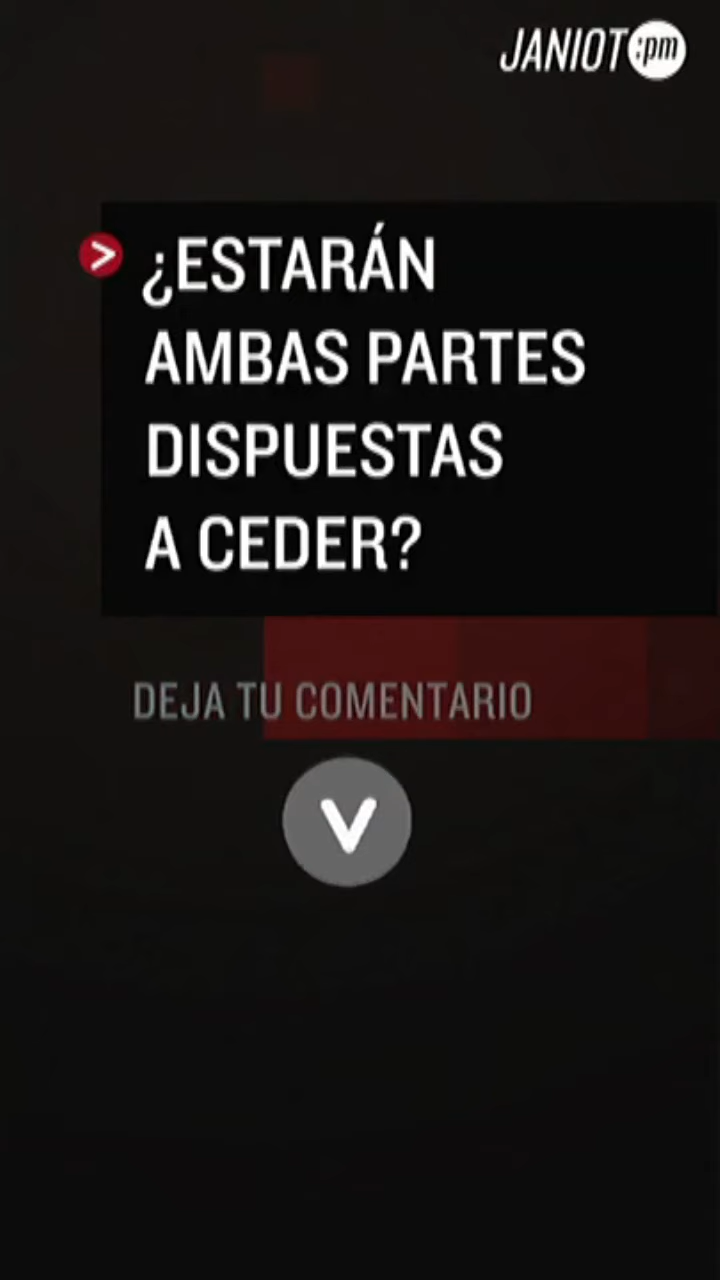 JANIOT :pm
¿ESTARÁN
AMBAS PARTES
DISPUESTAS
A CEDER?
DEJA TU COMENTARIO